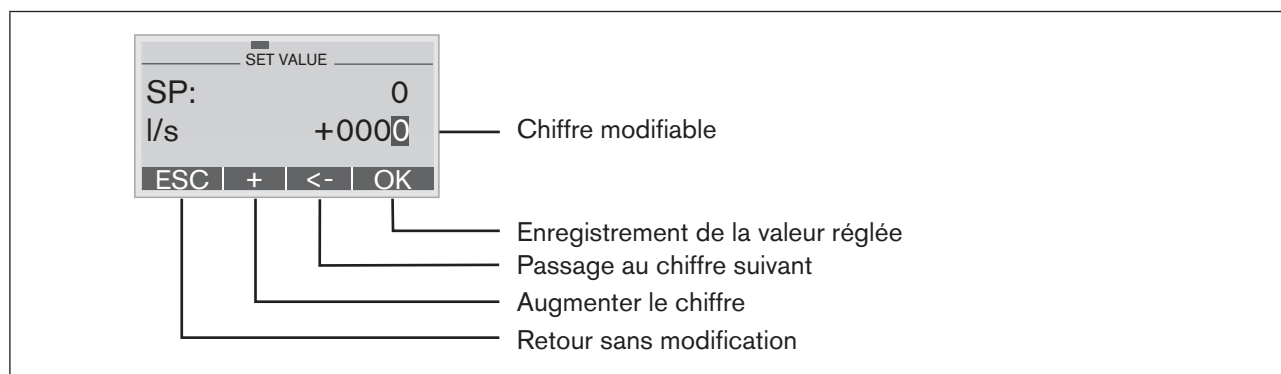 SET VALUE
SP: 0
l/s +0000
Chiffre modifiable
ESC + <- OK
Enregistrement de la valeur réglée
Passage au chiffre suivant
Augmenter le chiffre
Retour sans modification